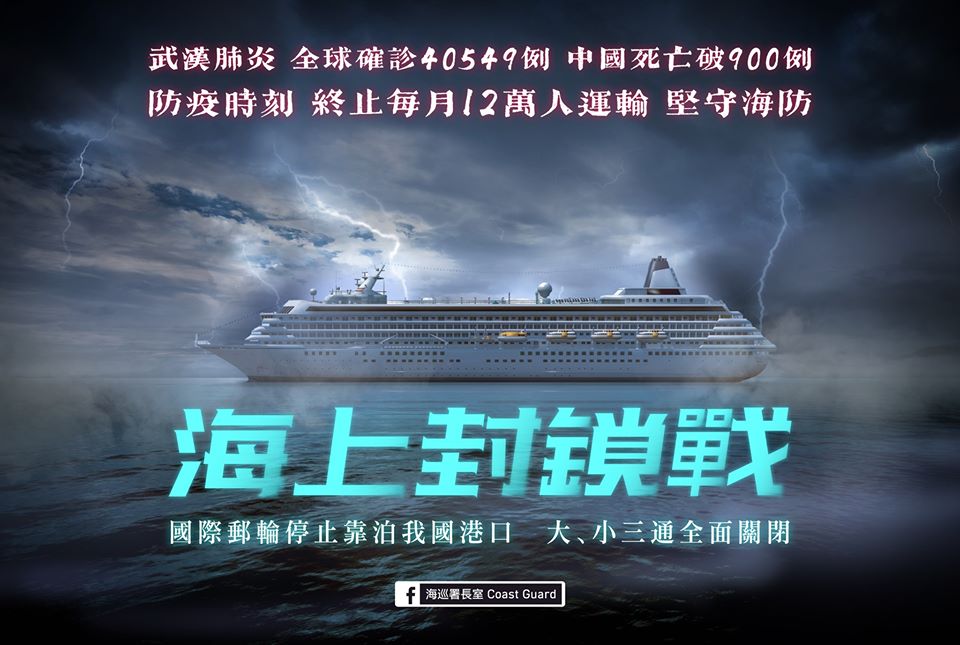 武漢肺炎 全球確診40549例 中國死亡破900例
防疫時刻 終止每月12萬人運輸 堅守海防
海上封鎖戰
國際郵輪停止靠泊我國港口 大、小三通全面關閉
f 海巡署長室 Coast Guard